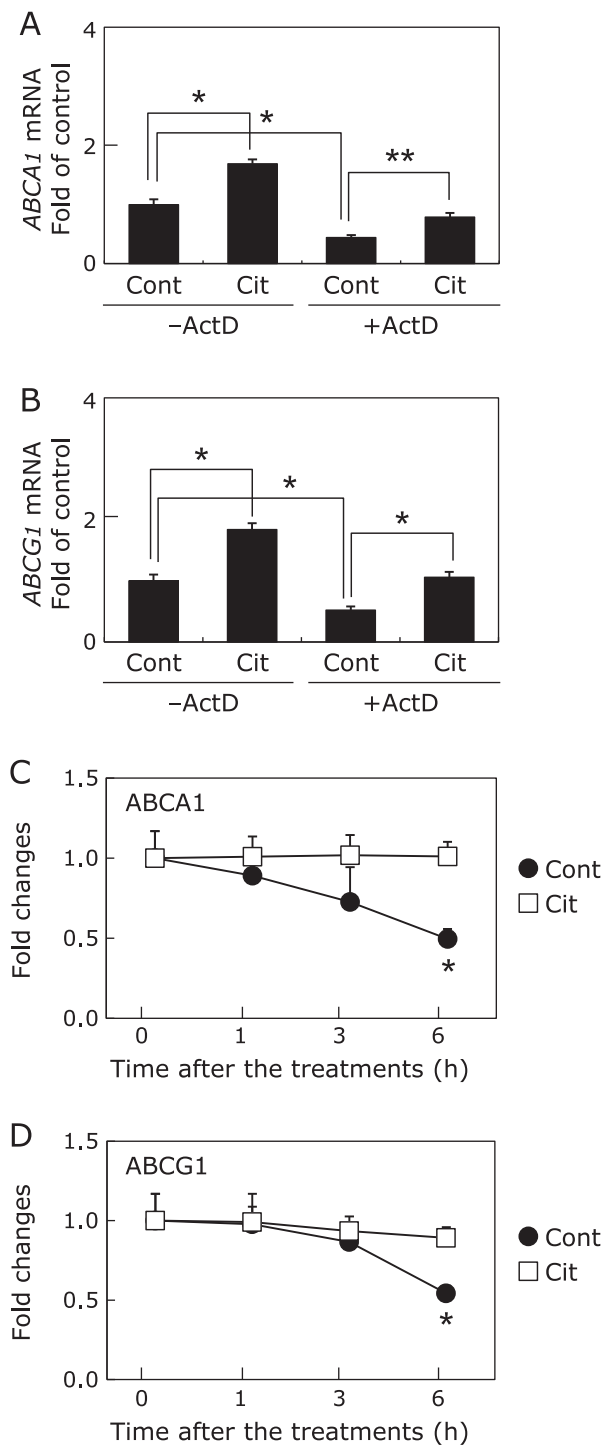 A
ABCA1 mRNA
Fold of control
4
2
0
*
*
**
Cont Cit Cont Cit
–ActD +ActD
B
ABCG1 mRNA
Fold of control
4
2
0
*
*
*
Cont Cit Cont Cit
–ActD +ActD
C
Fold changes
1.5
1.0
0.5
0.0
ABCA1
*
Cont
Cit
0 1 3 6
Time after the treatments (h)
D
Fold changes
1.5
1.0
0.5
0.0
ABCG1
*
Cont
Cit
0 1 3 6
Time after the treatments (h)